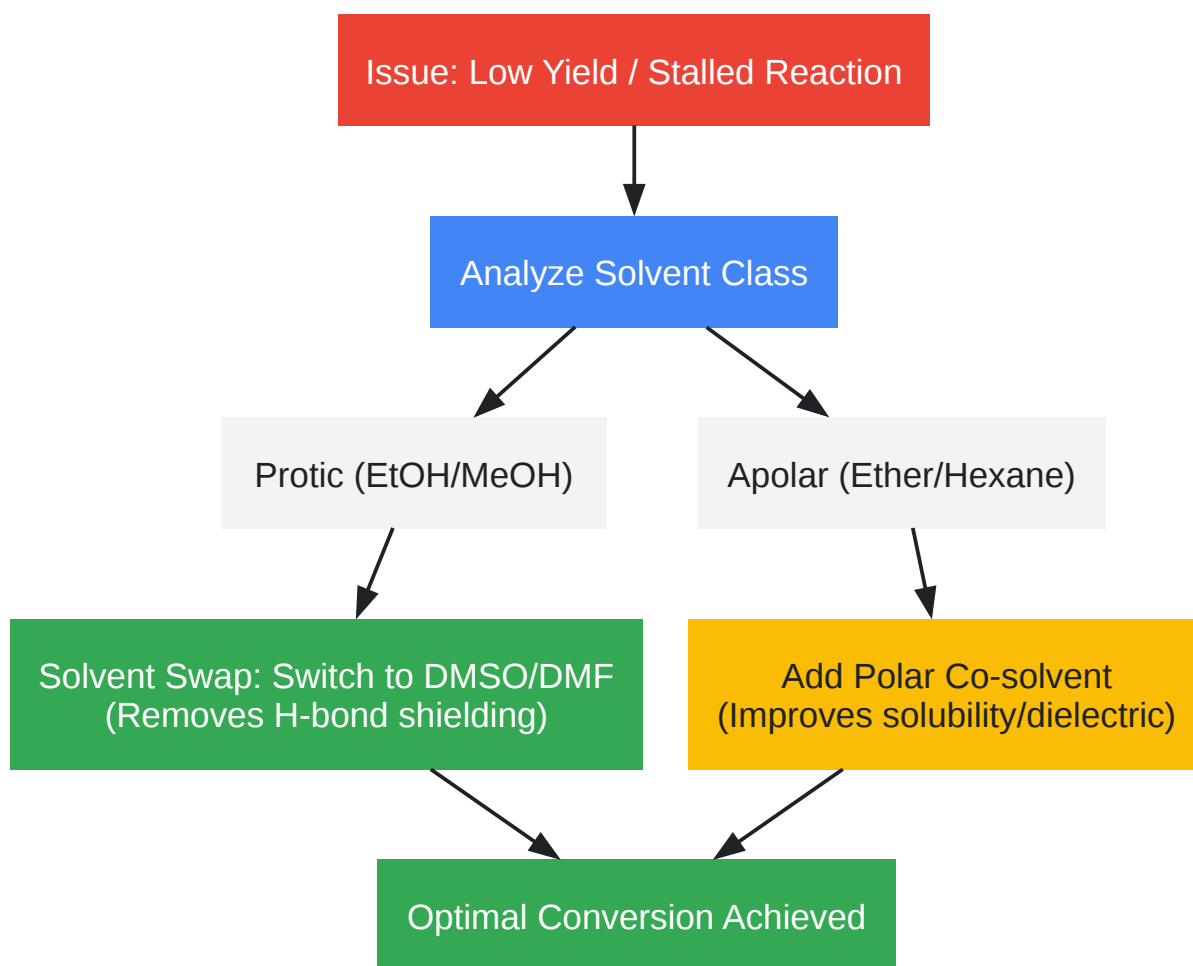 Issue: Low Yield / Stalled Reaction
Analyze Solvent Class
Protic (EtOH/MeOH)
Apolar (Ether/Hexane)
Solvent Swap: Switch to DMSO/DMF
(Removes H-bond shielding)
Add Polar Co-solvent
(Improves solubility/dielectric)
Optimal Conversion Achieved